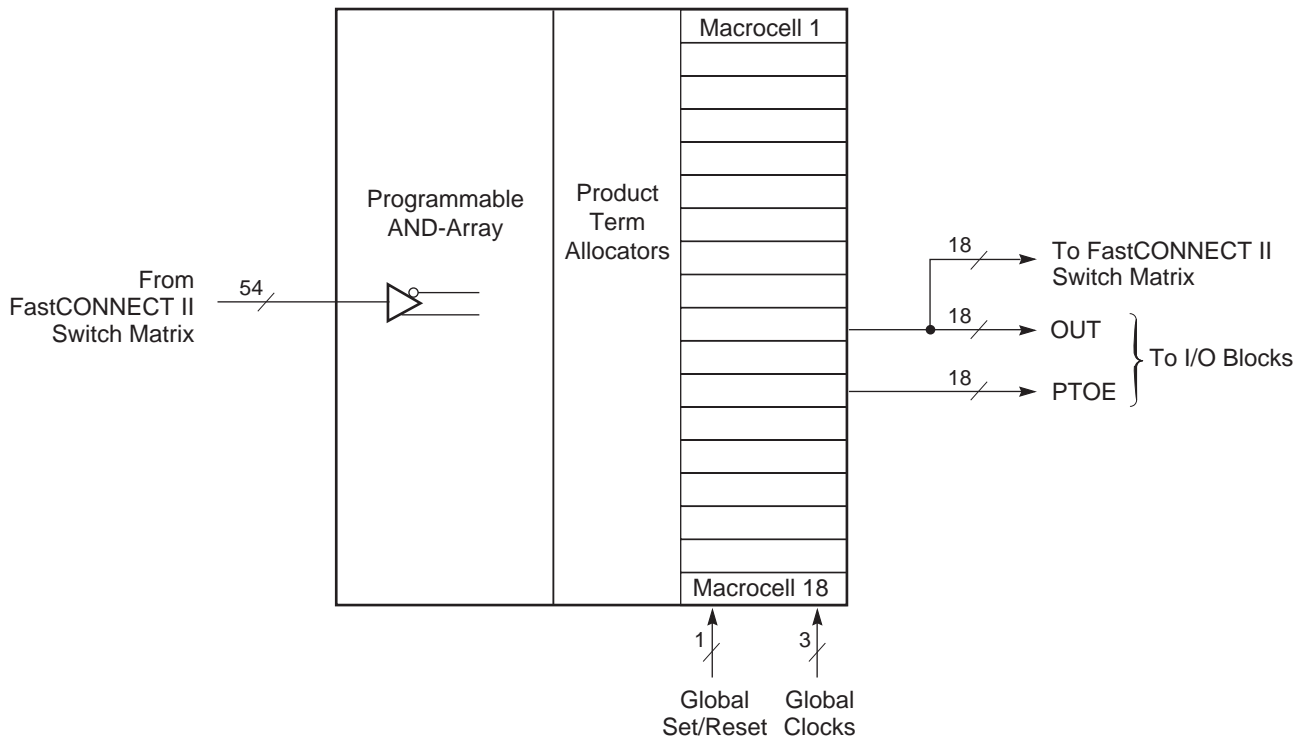 Macrocell 1
Programmable
AND-Array
Product
Term
Allocators
From
FastCONNECT II
Switch Matrix
54
18
To FastCONNECT II
Switch Matrix
18
OUT
To I/O Blocks
18
PTOE
Macrocell 18
1
3
Global
Set/Reset
Global
Clocks